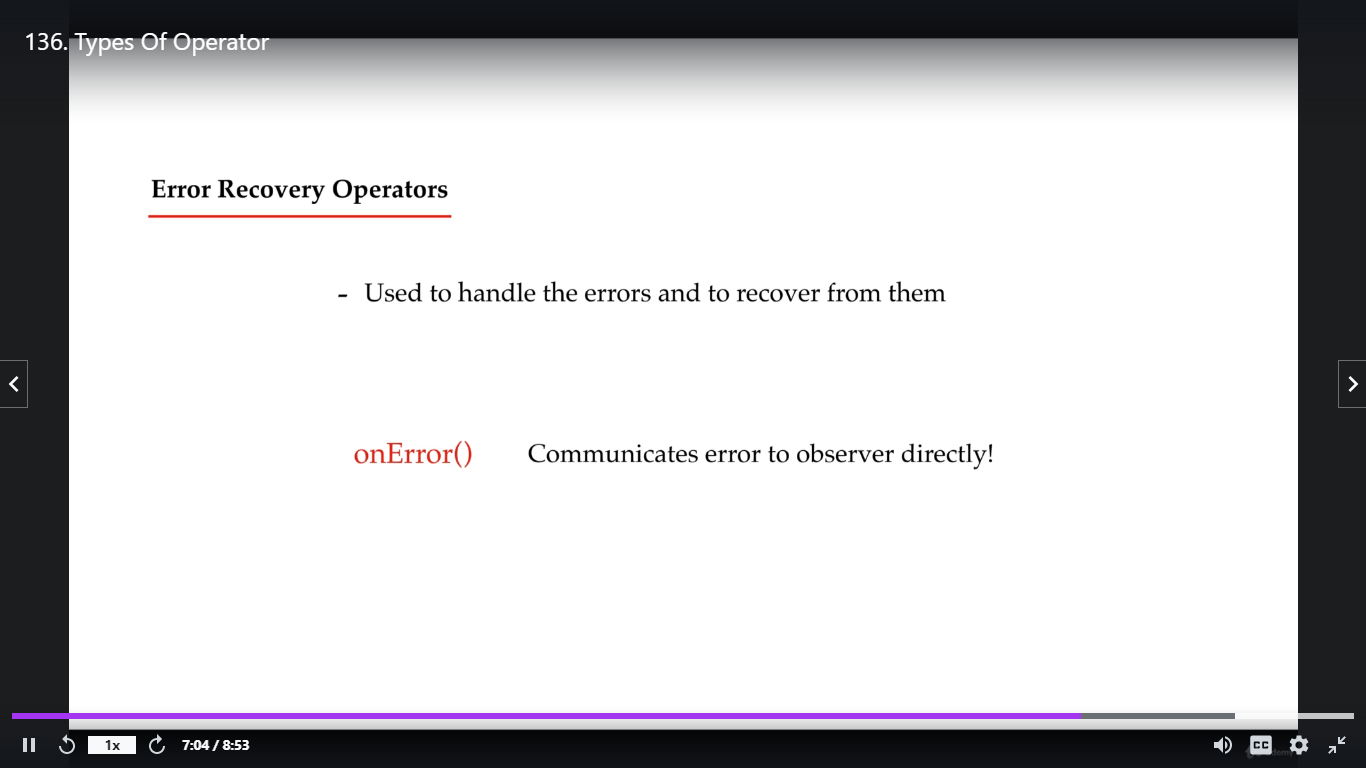 136. Types Of Operator
Error Recovery Operators
- Used to handle the errors and to recover from them
onError() Communicates error to observer directly!
1x 7:04 / 8:53 CC